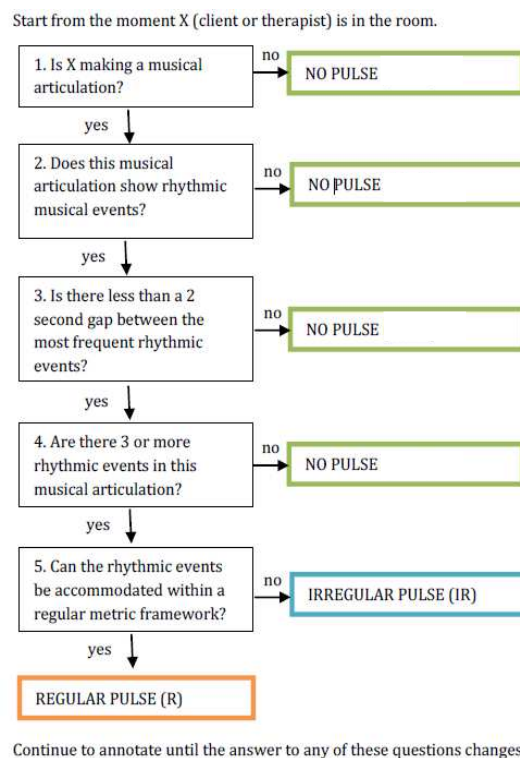 Start from the moment X (client or therapist) is in the room.
1. Is X making a musical
articulation?
no
NO PULSE
yes
2. Does this musical
articulation show rhythmic
musical events?
no
NO PULSE
yes
3. Is there less than a 2
second gap between the
most frequent rhythmic
events?
no
NO PULSE
yes
4. Are there 3 or more
rhythmic events in this
musical articulation?
no
NO PULSE
yes
5. Can the rhythmic events
be accommodated within a
regular metric framework?
no
IRREGULAR PULSE (IR)
yes
REGULAR PULSE (R)
Continue to annotate until the answer to any of these questions changes